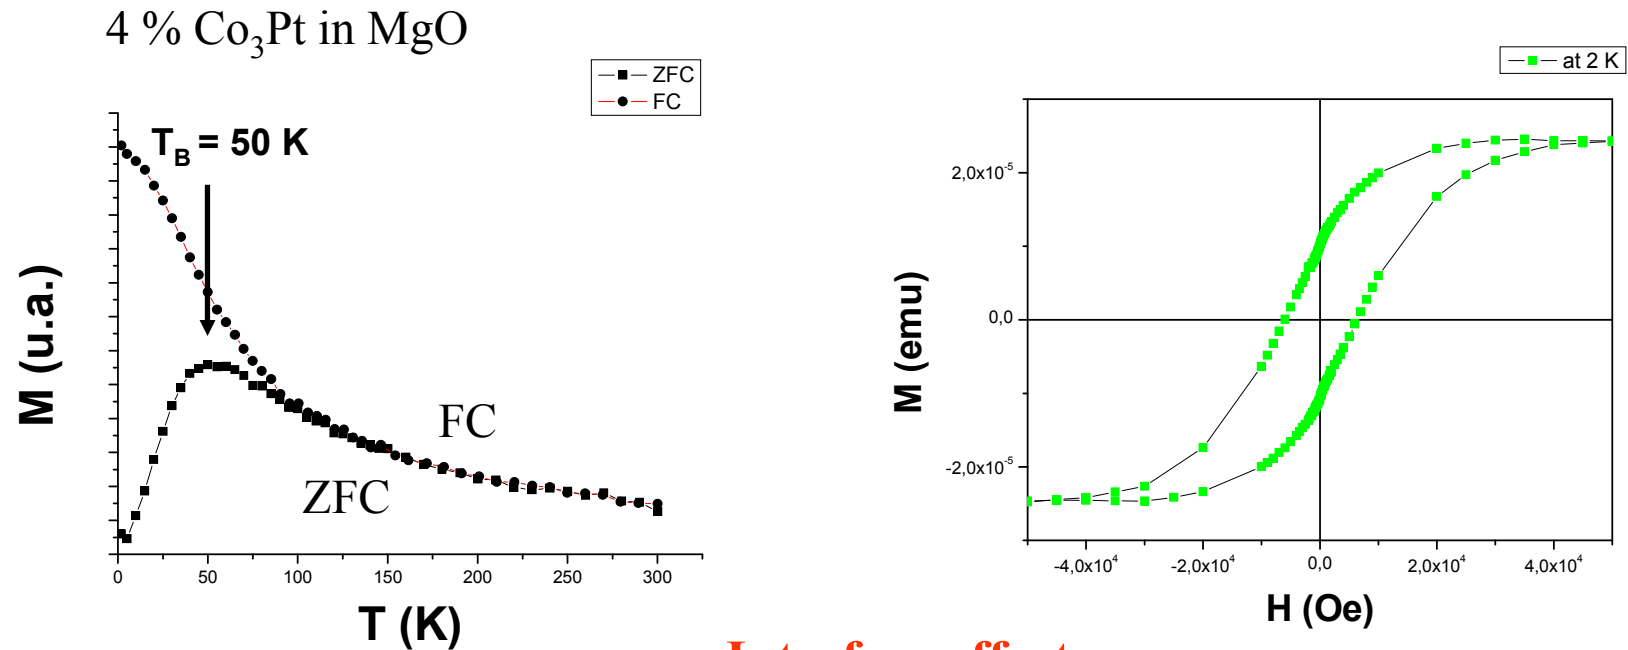 4 % Co₃Pt in MgO
ZFC
FC
T_B = 50 K
M (u.a.)
FC
ZFC
0 50 100 150 200 250 300
T (K)
at 2 K
2,0x10⁻⁵
0,0
-2,0x10⁻⁵
M (emu)
-4,0x10⁴ -2,0x10⁴ 0,0 2,0x10⁴ 4,0x10⁴
H (Oe)